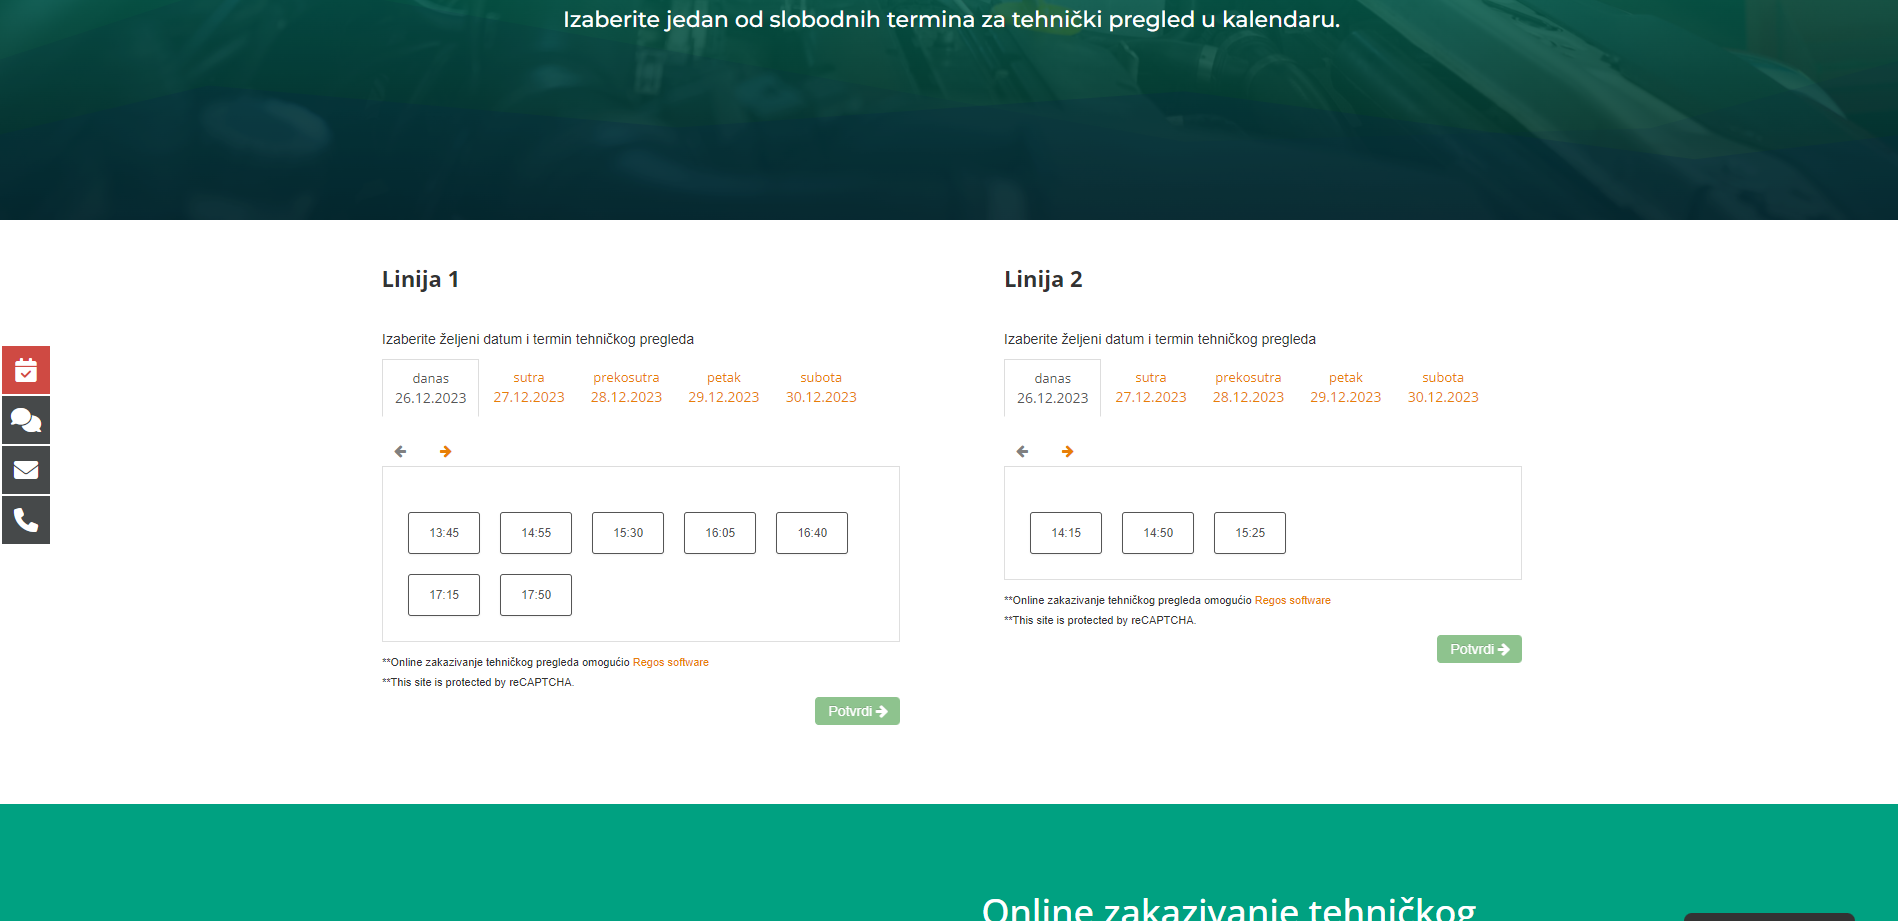 Izaberite jedan od slobodnih termina za tehnički pregled u kalendaru.
Linija 1
Izaberite željeni datum i termin tehničkog pregleda
danas
26.12.2023
sutra
27.12.2023
prekosutra
28.12.2023
petak
29.12.2023
subota
30.12.2023
13:45
14:55
15:30
16:05
16:40
17:15
17:50
**Online zakazivanje tehničkog pregleda omogućio Regos software
**This site is protected by reCAPTCHA.
Potvrdi
Linija 2
Izaberite željeni datum i termin tehničkog pregleda
danas
26.12.2023
sutra
27.12.2023
prekosutra
28.12.2023
petak
29.12.2023
subota
30.12.2023
14:15
14:50
15:25
**Online zakazivanje tehničkog pregleda omogućio Regos software
**This site is protected by reCAPTCHA.
Potvrdi
Online zakazivanje tehničkog